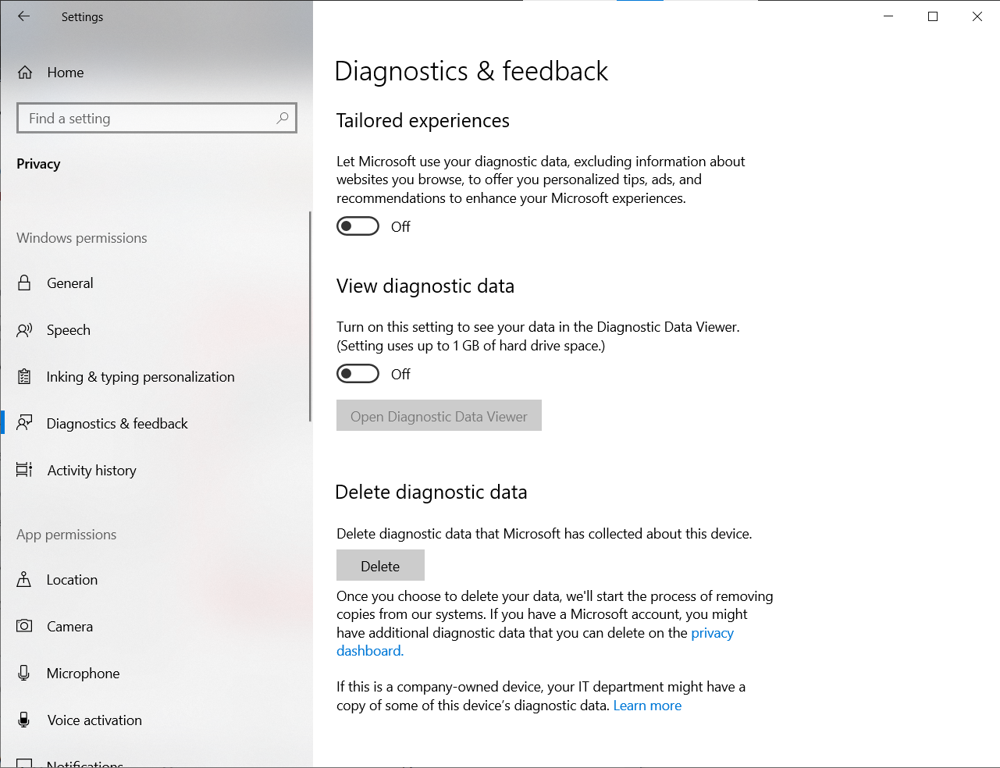 Settings
Home
Find a setting
Privacy
Windows permissions
General
Speech
Inking & typing personalization
Diagnostics & feedback
Activity history
App permissions
Location
Camera
Microphone
Voice activation
Notifications
Diagnostics & feedback
Tailored experiences
Let Microsoft use your diagnostic data, excluding information about
websites you browse, to offer you personalized tips, ads, and
recommendations to enhance your Microsoft experiences.
Off
View diagnostic data
Turn on this setting to see your data in the Diagnostic Data Viewer.
(Setting uses up to 1 GB of hard drive space.)
Off
Open Diagnostic Data Viewer
Delete diagnostic data
Delete diagnostic data that Microsoft has collected about this device.
Delete
Once you choose to delete your data, we'll start the process of removing
copies from our systems. If you have a Microsoft account, you might
have additional diagnostic data that you can delete on the privacy
dashboard.
If this is a company-owned device, your IT department might have a
copy of some of this device’s diagnostic data. Learn more